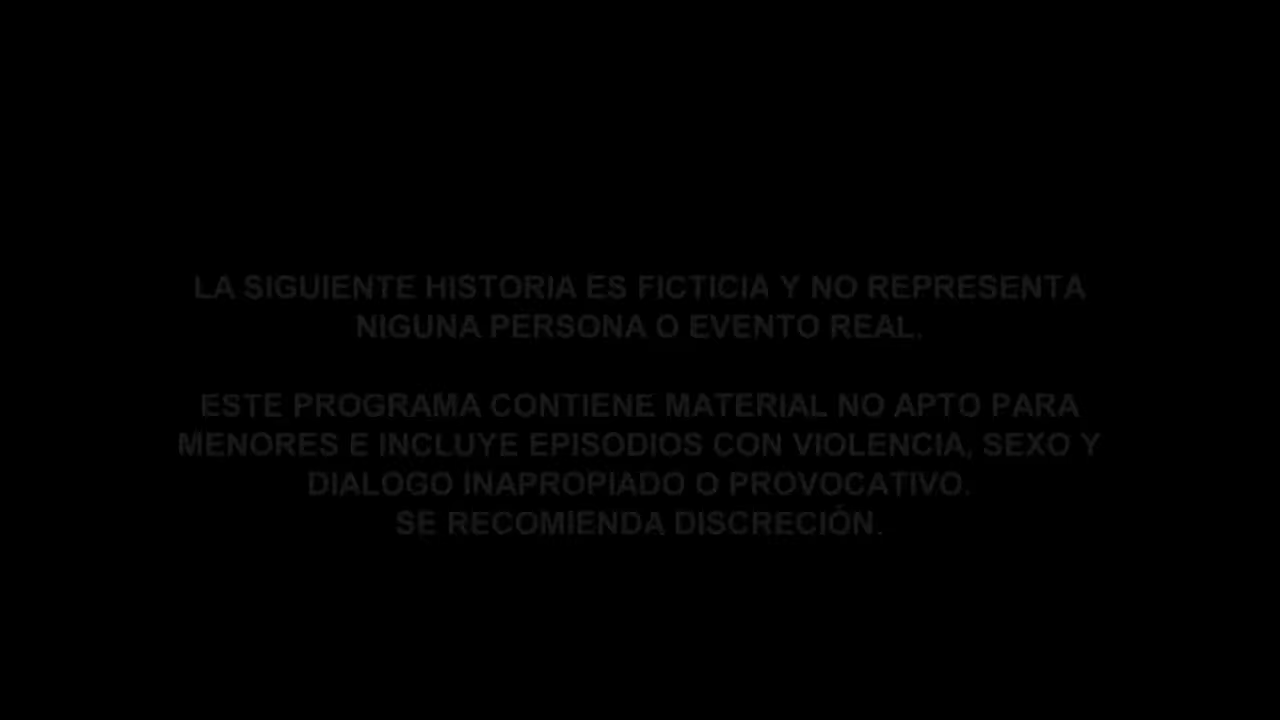 LA SIGUIENTE HISTORIA ES FICTICIA Y NO REPRESENTA
NIGUNA PERSONA O EVENTO REAL.
ESTE PROGRAMA CONTIENE MATERIAL NO APTO PARA
MENORES E INCLUYE EPISODIOS CON VIOLENCIA, SEXO Y
DIALOGO INAPROPIADO O PROVOCATIVO.
SE RECOMIENDA DISCRECIÓN.